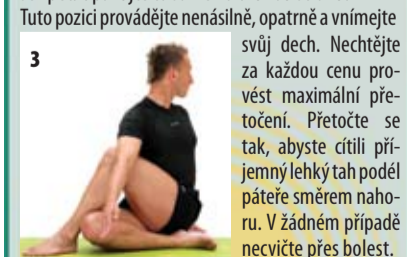 Tuto pozici provádějte nenásilně, opatrně a vnímejte
svůj dech. Nechtějte
za každou cenu pro-
vést maximální pře-
točení. Přetočte se
tak, abyste cítili pří-
jemný lehký tah podél
páteře směrem naho-
ru. V žádném případě
necvičte přes bolest.
3